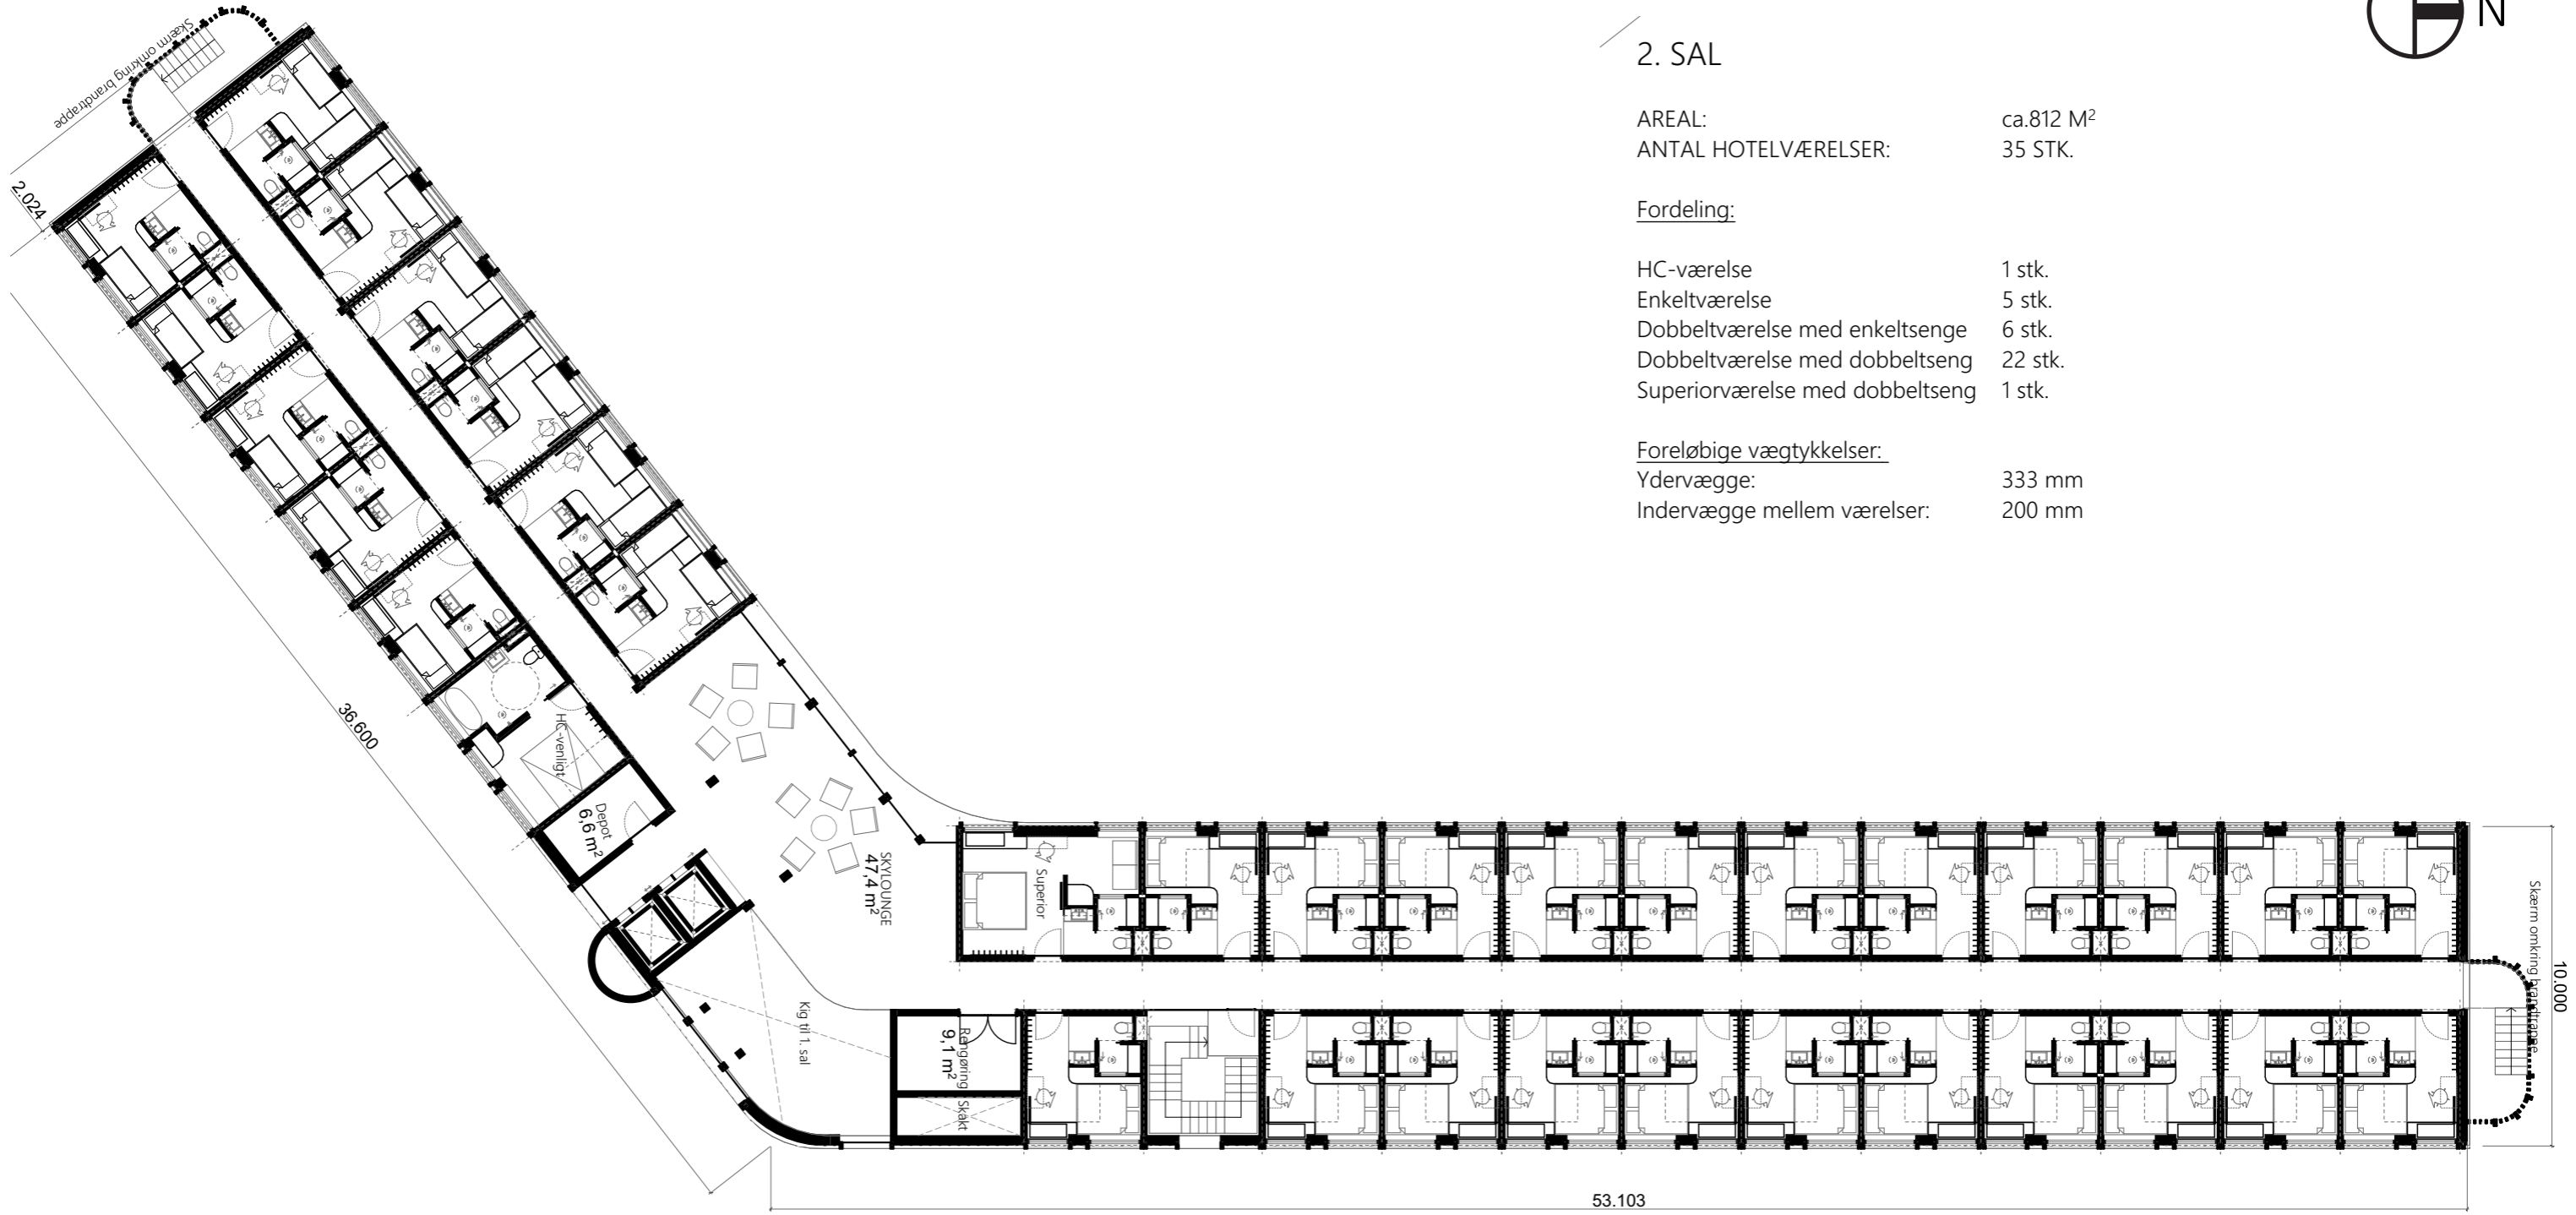 N
2. SAL
AREAL: ca.812 M²
ANTAL HOTELVÆRELSER: 35 STK.
Fordeling:
HC-værelse 1 stk.
Enkeltværelse 5 stk.
Dobbeltværelse med enkeltsenge 6 stk.
Dobbeltværelse med dobbeltseng 22 stk.
Superiorværelse med dobbeltseng 1 stk.
Foreløbige vægtykkelser:
Ydervægge: 333 mm
Indervægge mellem værelser: 200 mm
Skærm omkring brandtrappe
2.024
36.600
HC-venligt
Depot
6,6 m²
SKYLOUNGE
47,4 m²
Superior
Kig til 1. sal
Rengøring
9,1 m²
Skakt
Skærm omkring brandtrappe
10.000
53.103